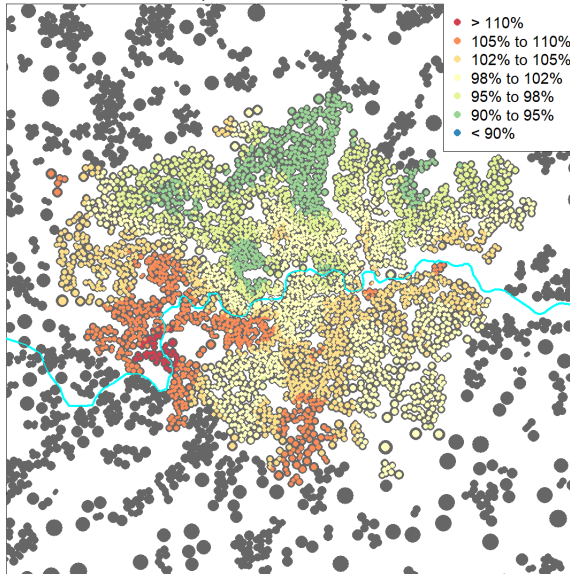 > 110%
105% to 110%
102% to 105%
98% to 102%
95% to 98%
90% to 95%
< 90%